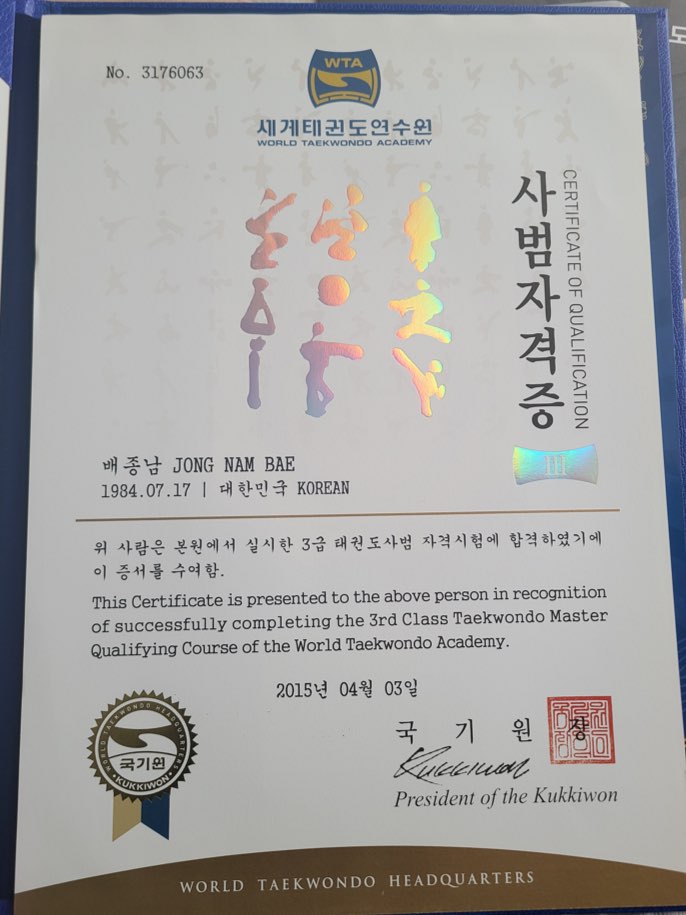 No. 3176063
WTA
세계태권도연수원
WORLD TAEKWONDO ACADEMY
사범자격증
CERTIFICATE OF QUALIFICATION
III
배종남 JONG NAM BAE
1984.07.17 | 대한민국 KOREAN
위 사람은 본원에서 실시한 3급 태권도사범 자격시험에 합격하였기에
이 증서를 수여함.
This Certificate is presented to the above person in recognition
of successfully completing the 3rd Class Taekwondo Master
Qualifying Course of the World Taekwondo Academy.
2015년 04월 03일
국 기 원 장
Kukkiwon
President of the Kukkiwon
WORLD TAEKWONDO HEADQUARTERS
국기원
KUKKIWON
WORLD TAEKWONDO HEADQUARTERS